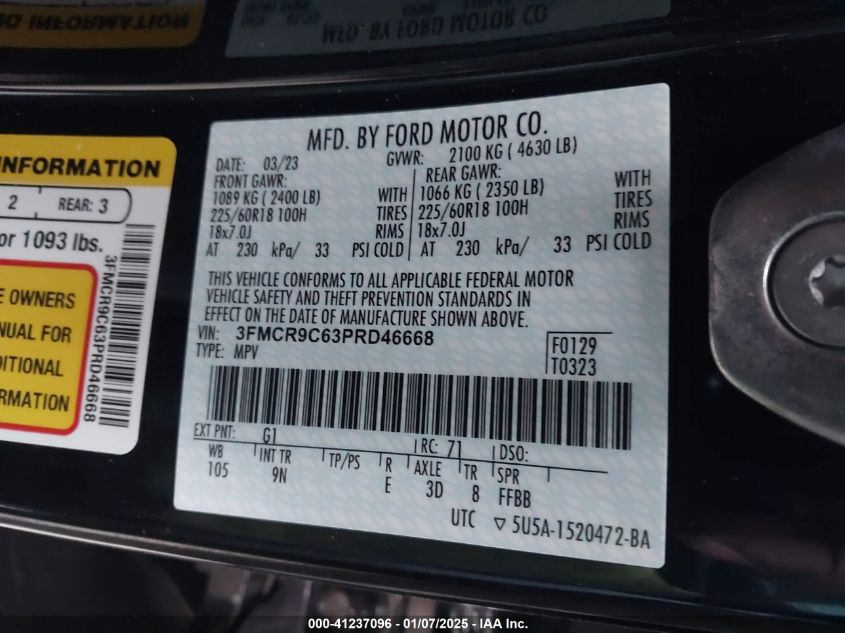 MFD. BY FORD MOTOR CO.
MFD. BY FORD MOTOR CO.
DATE: 03/23
GVWR: 2100 KG ( 4630 LB)
FRONT GAWR:
1089 KG ( 2400 LB) WITH
225/60R18 100H TIRES
18x7.0J RIMS
AT 230 kPa/ 33 PSI COLD
REAR GAWR:
1066 KG ( 2350 LB) WITH
225/60R18 100H TIRES
18x7.0J RIMS
AT 230 kPa/ 33 PSI COLD
THIS VEHICLE CONFORMS TO ALL APPLICABLE FEDERAL MOTOR
VEHICLE SAFETY AND THEFT PREVENTION STANDARDS IN
EFFECT ON THE DATE OF MANUFACTURE SHOWN ABOVE.
VIN: 3FMCR9C63PRD46668
TYPE: MPV
F0129
T0323
EXT PNT: G1 RC: 71 DSO:
WB INT TR TP/PS R AXLE TR SPR
105 9N E 3D 8 FFBB
UTC ▽ 5U5A-1520472-BA
INFORMATION
2 REAR: 3
or 1093 lbs.
3FMCR9C63PRD46668
E OWNERS
NUAL FOR
DITIONAL
RMATION
000-41237096 - 01/07/2025 - IAA Inc.